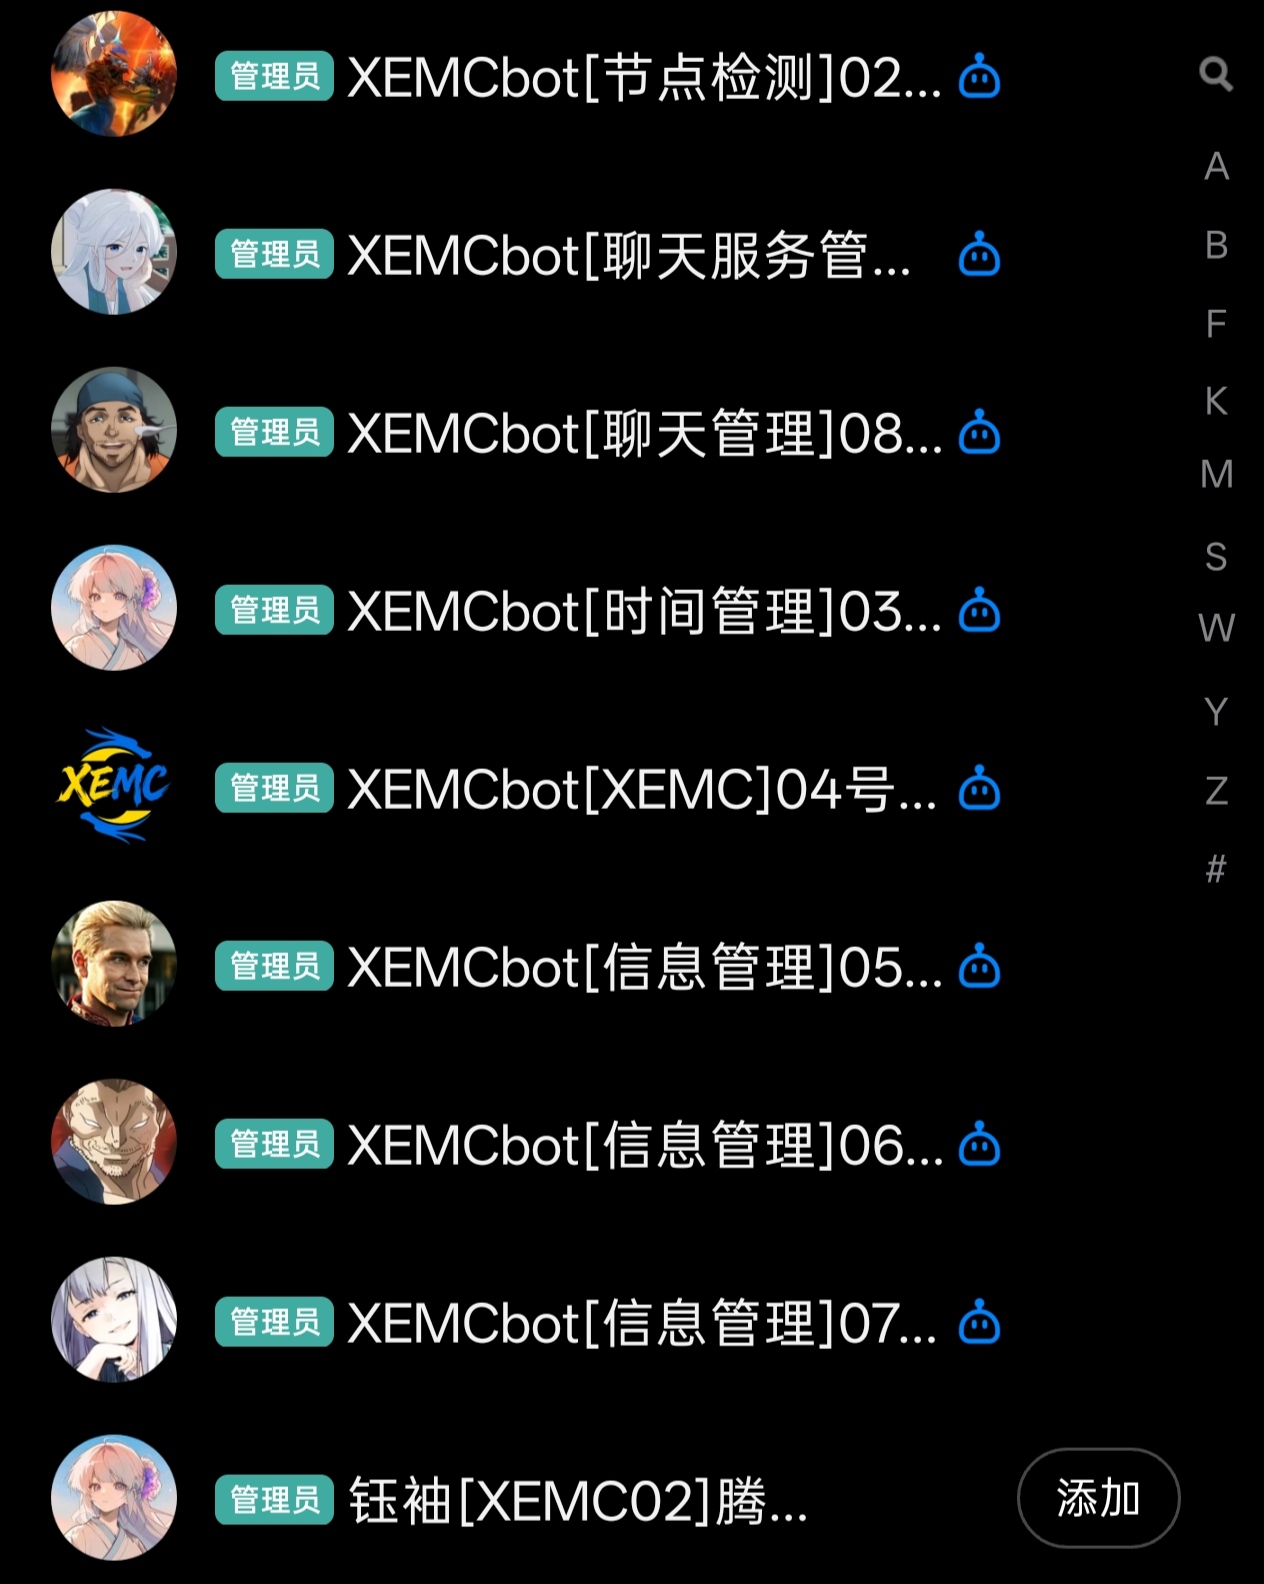 管理员 XEMCbot[节点检测]02...
A
管理员 XEMCbot[聊天服务管...
B
F
管理员 XEMCbot[聊天管理]08...
K
M
管理员 XEMCbot[时间管理]03...
S
W
Y
XEMC
管理员 XEMCbot[XEMC]04号...
Z
#
管理员 XEMCbot[信息管理]05...
管理员 XEMCbot[信息管理]06...
管理员 XEMCbot[信息管理]07...
管理员 钰袖[XEMC02]腾... 添加